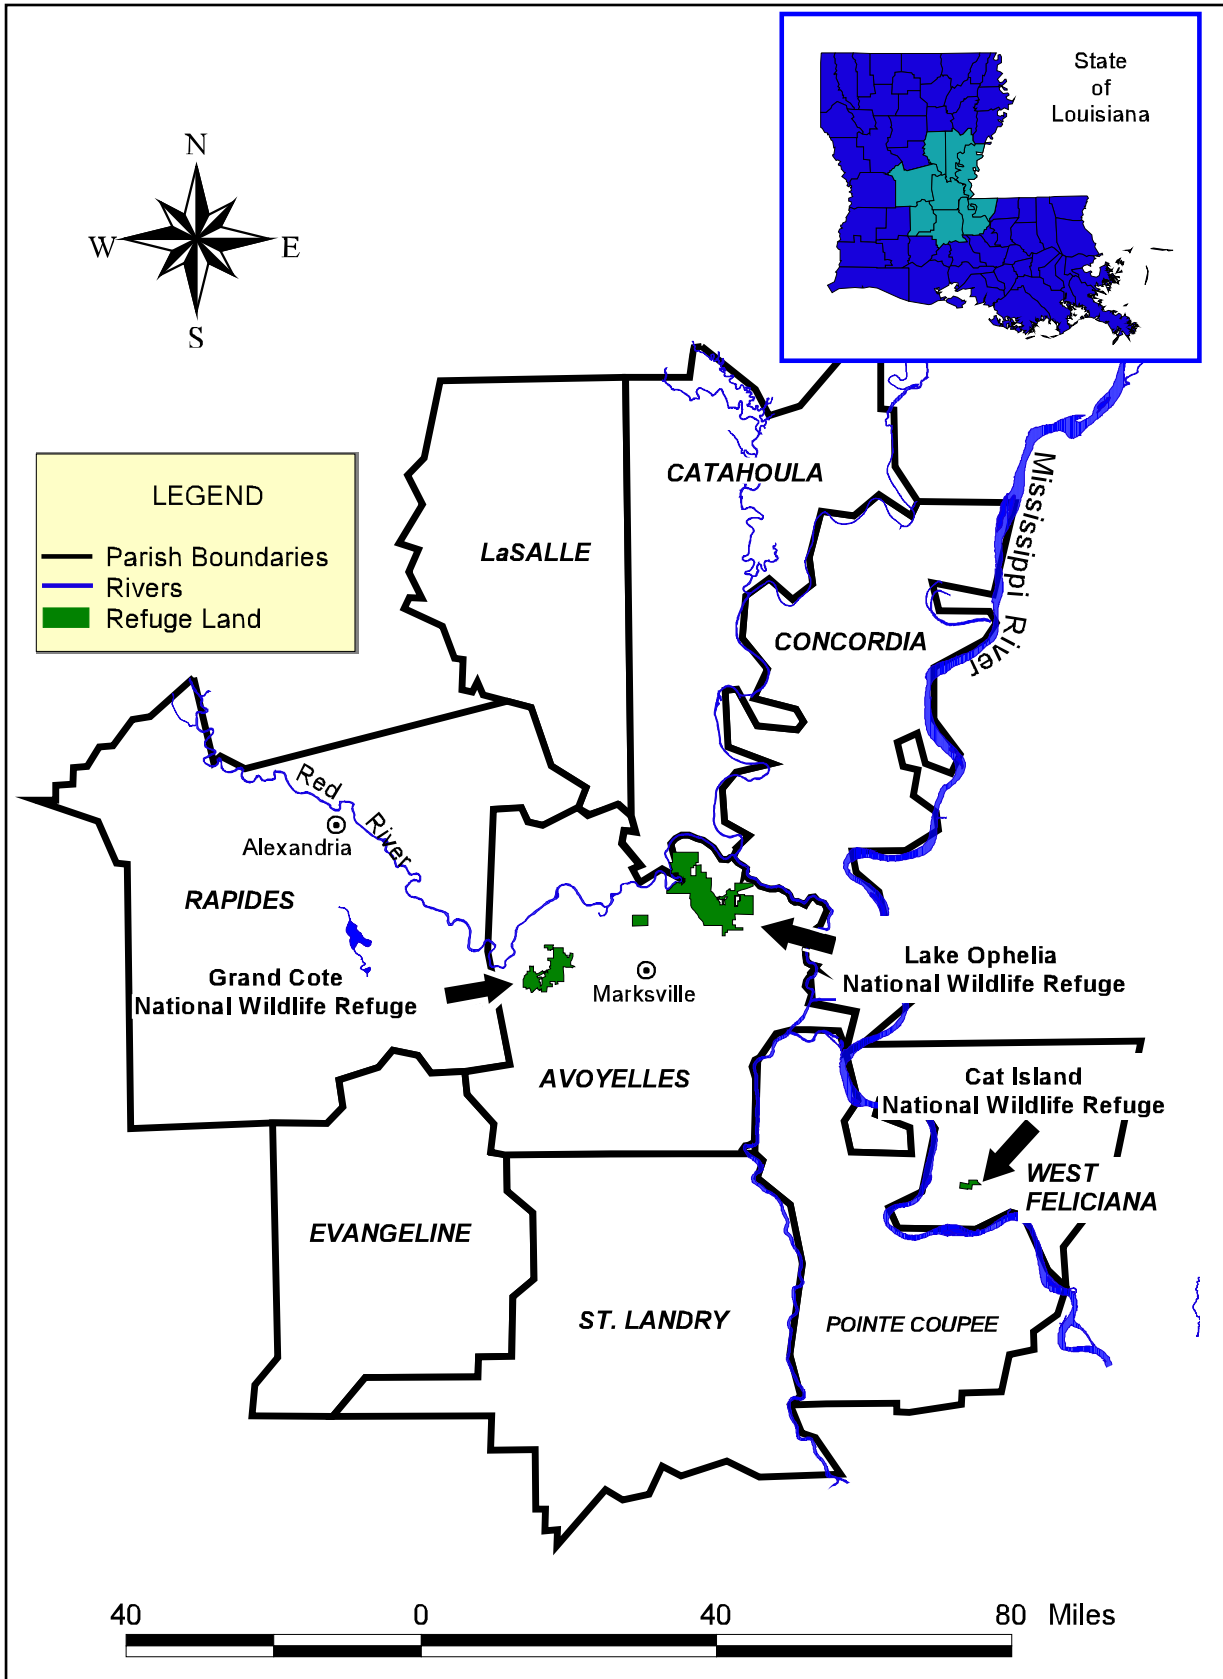 State
of
Louisiana
N
W
E
S
LEGEND
Parish Boundaries
Rivers
Refuge Land
CATAHOULA
LaSALLE
Mississippi River
CONCORDIA
Red River
Alexandria
RAPIDES
Grand Cote
National Wildlife Refuge
Marksville
Lake Ophelia
National Wildlife Refuge
AVOYELLES
Cat Island
National Wildlife Refuge
WEST
FELICIANA
EVANGELINE
ST. LANDRY
POINTE COUPEE
40 0 40 80 Miles